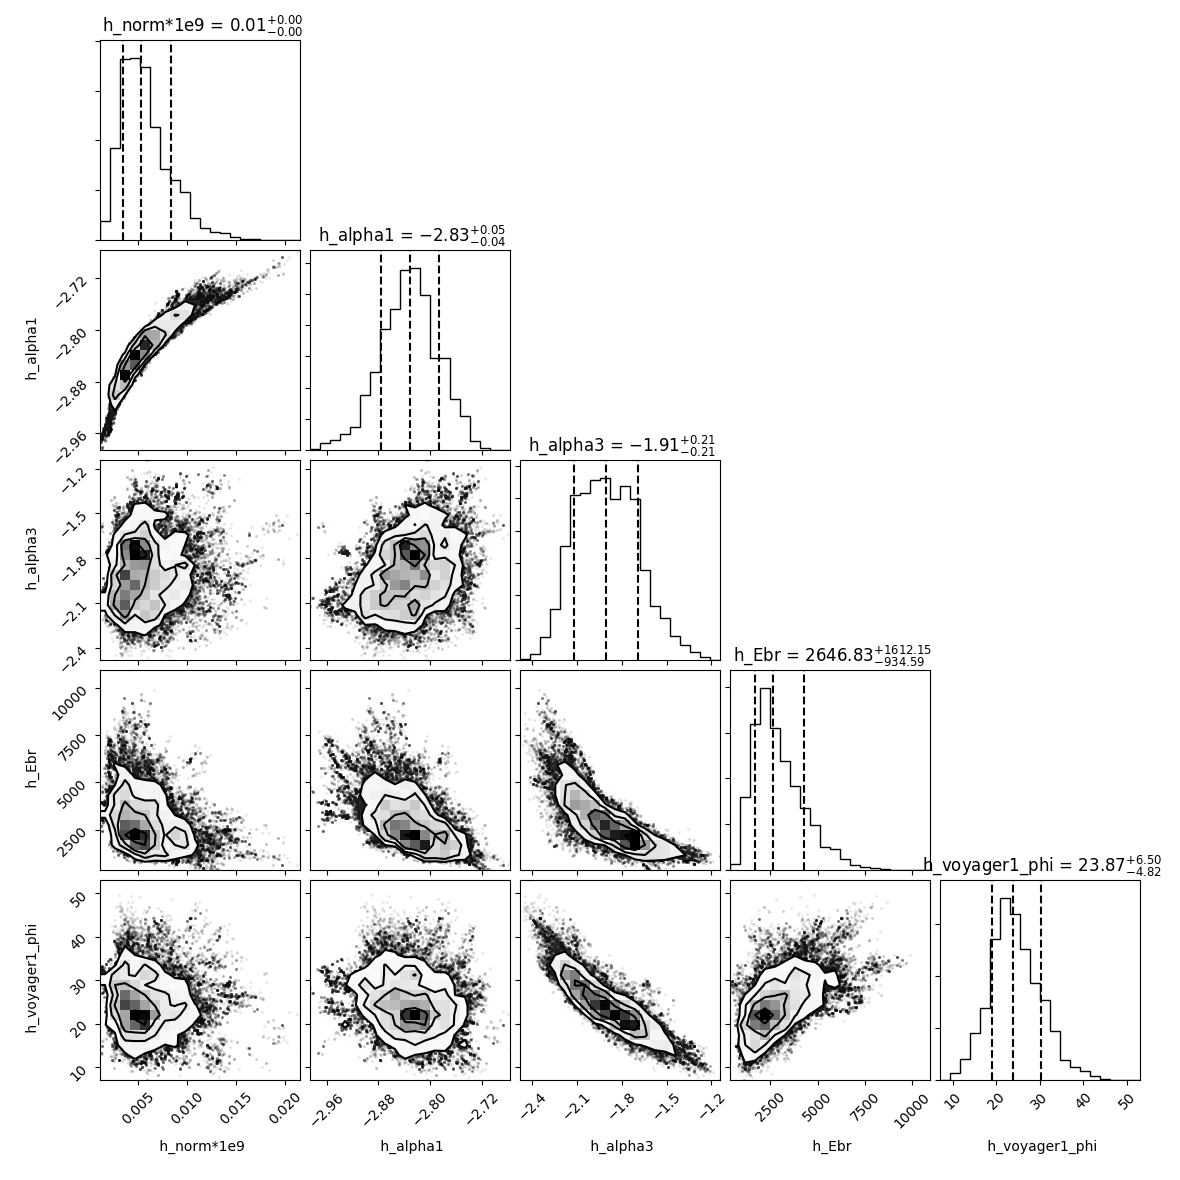 h_norm*1e9 = 0.01+0.00−0.00
h_alpha1 = −2.83+0.05−0.04
h_alpha1
−2.72
−2.80
−2.88
−2.96
h_alpha3 = −1.91+0.21−0.21
h_alpha3
−1.2
−1.5
−1.8
−2.1
−2.4
h_Ebr = 2646.83+1612.15−934.59
h_Ebr
10000
7500
5000
2500
h_voyager1_phi = 23.87+6.50−4.82
h_voyager1_phi
50
40
30
20
10
0.005 0.010 0.015 0.020 −2.96 −2.88 −2.80 −2.72 −2.4 −2.1 −1.8 −1.5 −1.2 2500 5000 7500 10000 10 20 30 40 50
h_norm*1e9 h_alpha1 h_alpha3 h_Ebr h_voyager1_phi